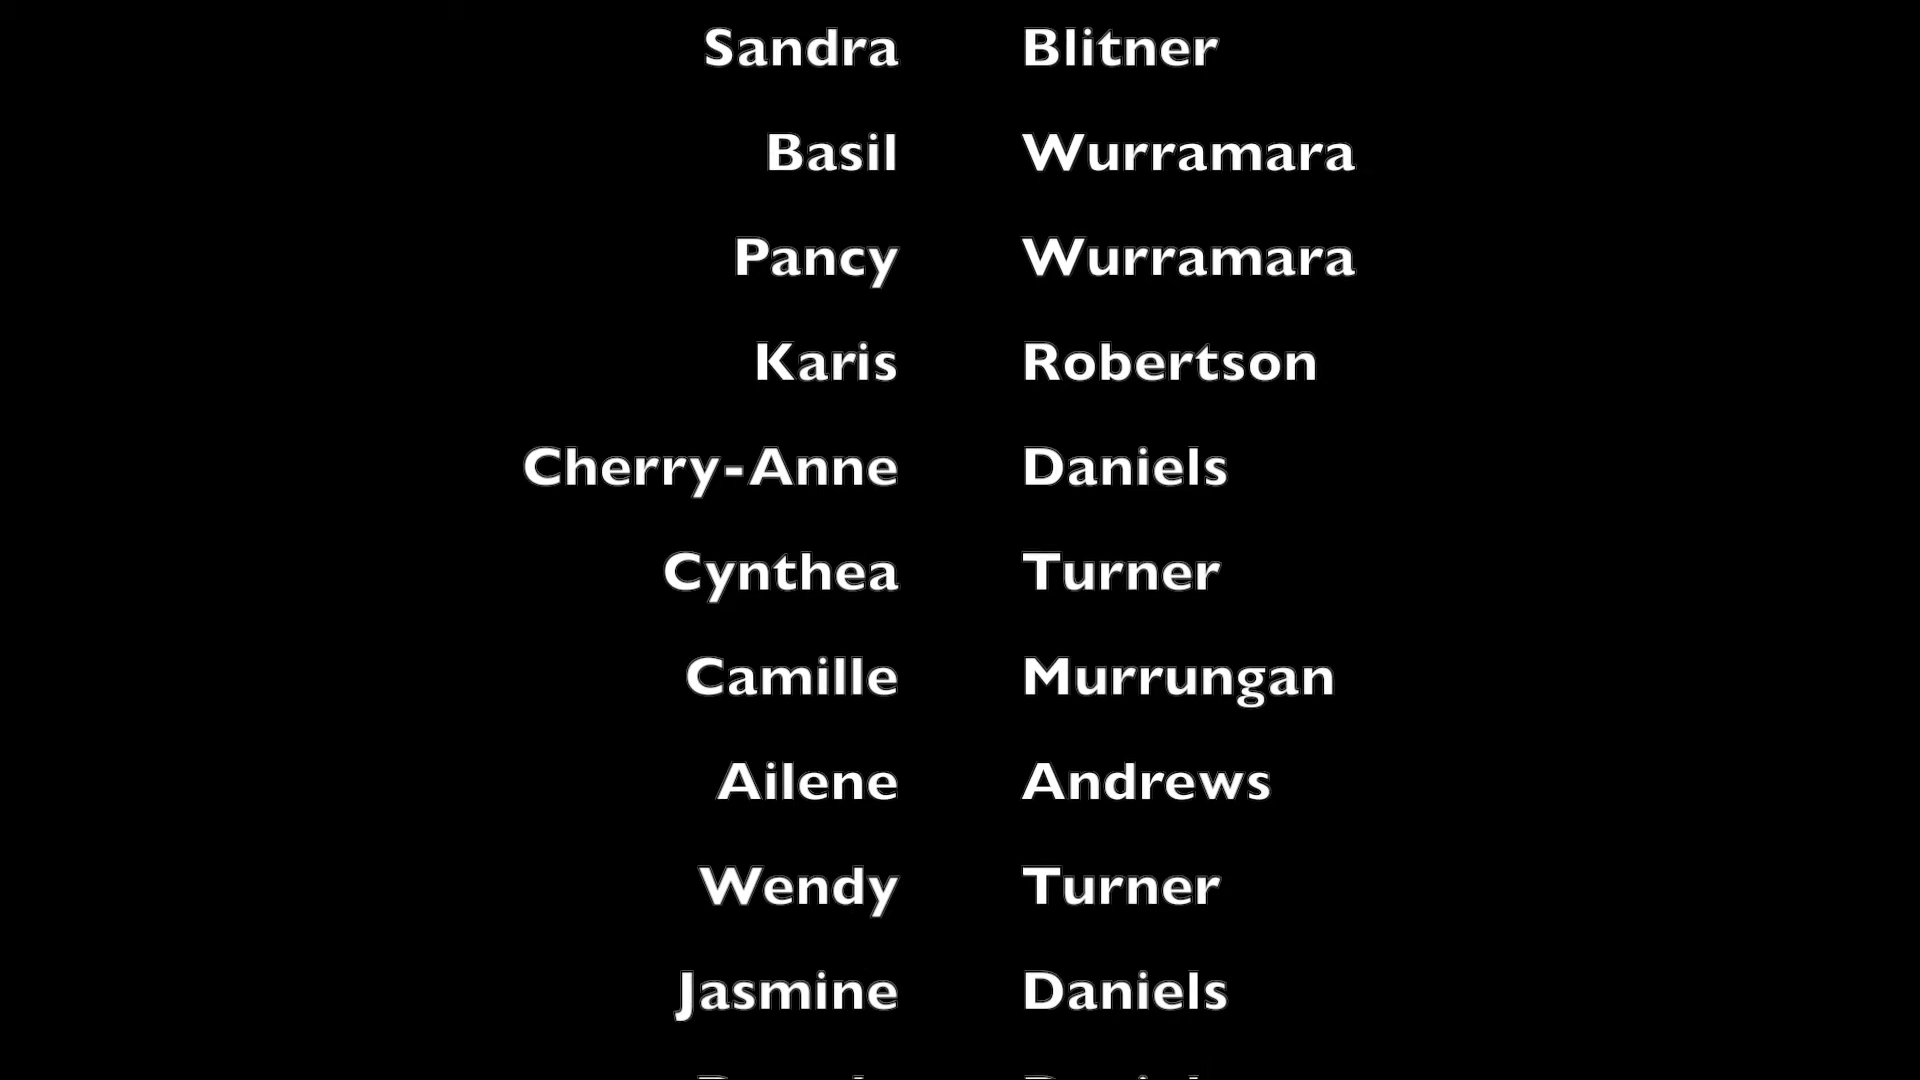 Sandra Blitner
Basil Wurramara
Pancy Wurramara
Karis Robertson
Cherry-Anne Daniels
Cynthea Turner
Camille Murrungan
Ailene Andrews
Wendy Turner
Jasmine Daniels